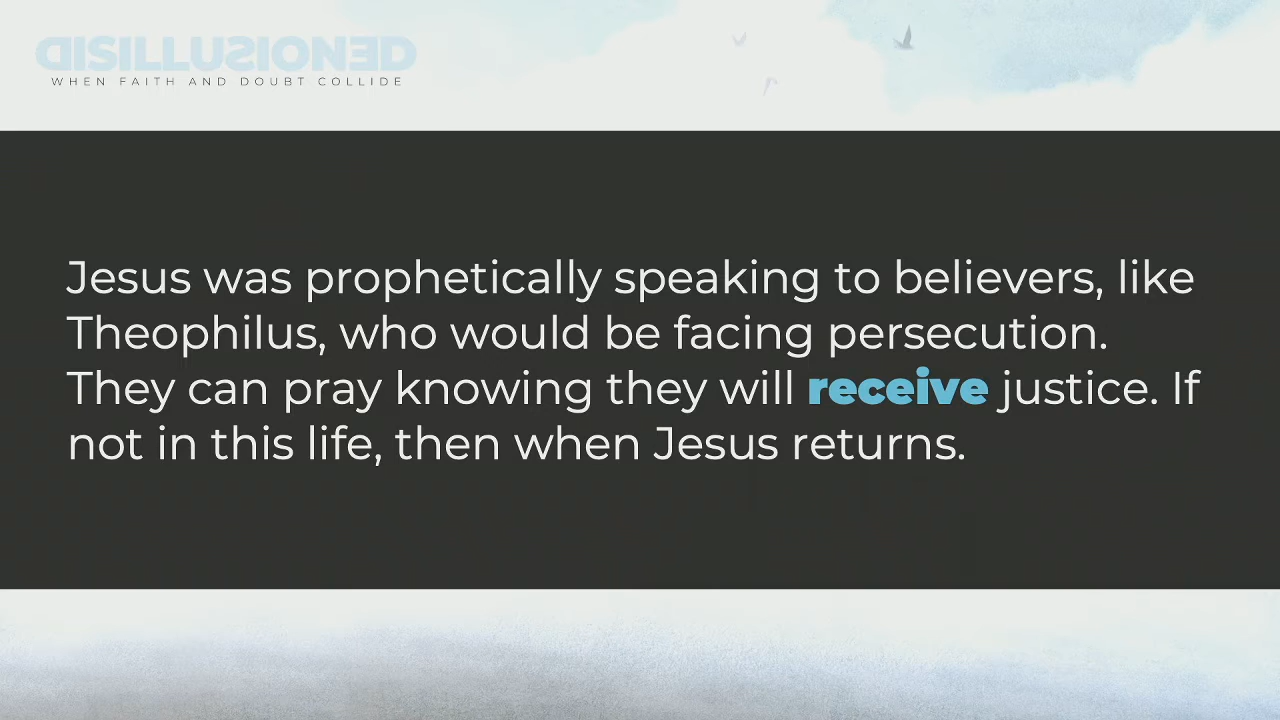 DISILLUSIONED
WHEN FAITH AND DOUBT COLLIDE
Jesus was prophetically speaking to believers, like
Theophilus, who would be facing persecution.
They can pray knowing they will receive justice. If
not in this life, then when Jesus returns.